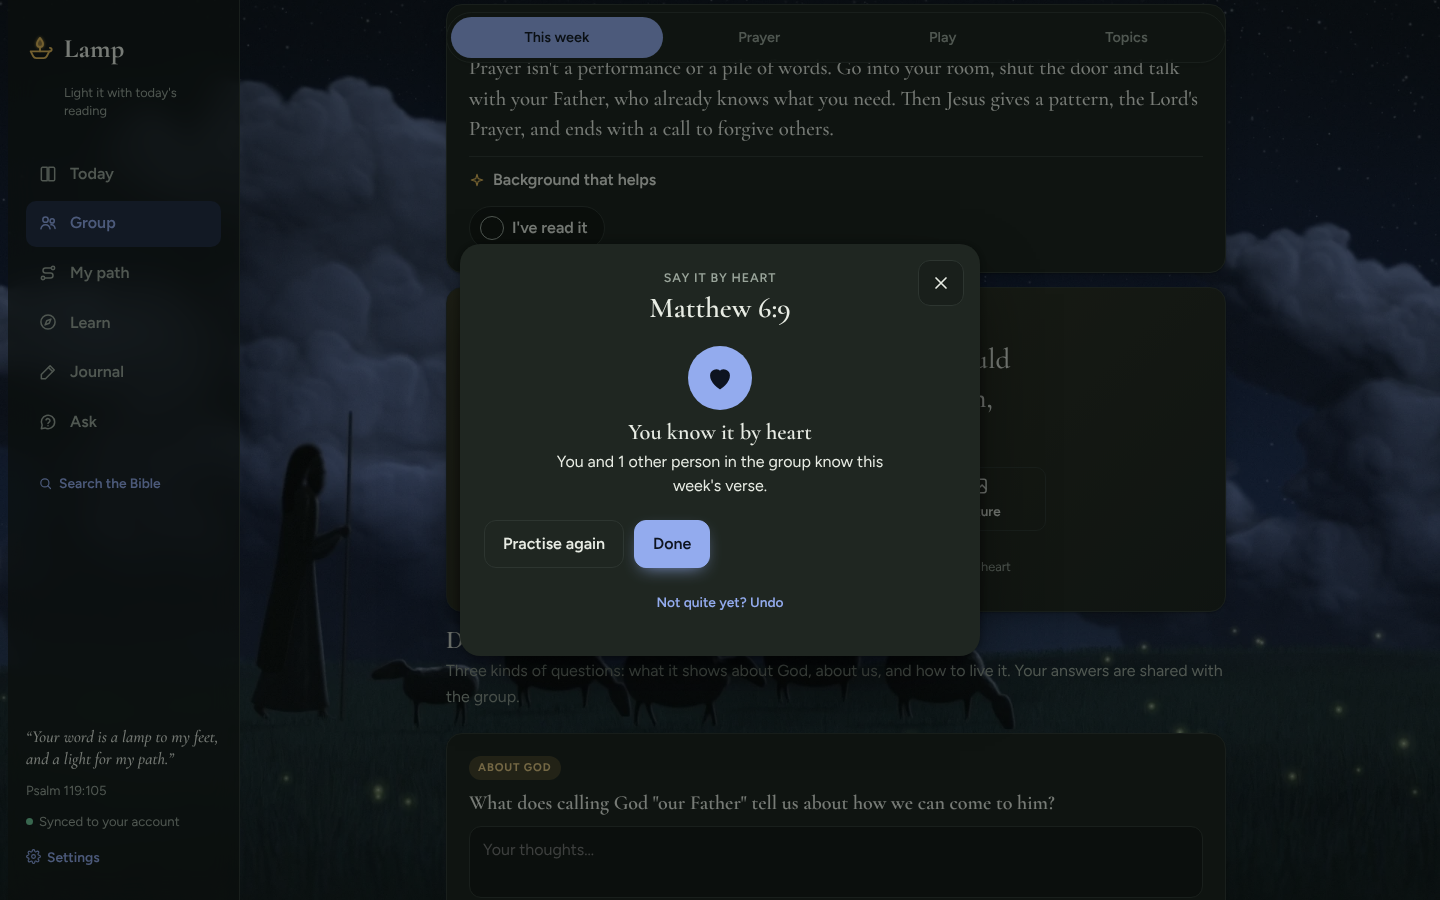 Lamp
Light it with today's
reading
Today
Group
My path
Learn
Journal
Ask
Search the Bible
“Your word is a lamp to my feet,
and a light for my path.”
Psalm 119:105
Synced to your account
Settings
This week
Prayer
Play
Topics
Prayer isn't a performance or a pile of words. Go into your room, shut the door and talk
with your Father, who already knows what you need. Then Jesus gives a pattern, the Lord's
Prayer, and ends with a call to forgive others.
Background that helps
I've read it
SAY IT BY HEART
Matthew 6:9
You know it by heart
You and 1 other person in the group know this
week's verse.
Practise again
Done
Not quite yet? Undo
heart
Three kinds of questions: what it shows about God, about us, and how to live it. Your answers are shared with
the group.
ABOUT GOD
What does calling God "our Father" tell us about how we can come to him?
Your thoughts...